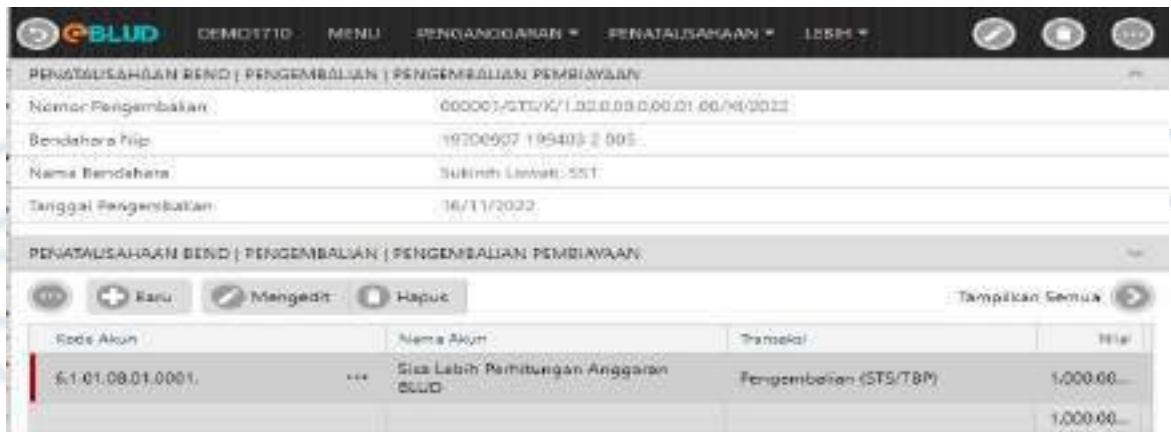 eBLUD DEMO1710 MENU PENGANGGARAN PENATAUSAHAAN LEBIH
PENATAUSAHAAN BEND | PENGEMBALIAN | PENGEMBALIAN PEMBIAYAAN
Nomor Pengembalian
Bendahara Nip
Nama Bendahara SST
Tanggal Pengembalian 16/11/2022
PENATAUSAHAAN BEND | PENGEMBALIAN | PENGEMBALIAN PEMBIAYAAN
Baru Mengedit Hapus Tampilkan Semua
Kode Akun Nama Akun Transaksi Nilai
6.1.01.08.01.0001. ... Sisa Lebih Perhitungan Anggaran
BLUD Pengembalian (STS/TBP) 1,000,00...
1,000,00...